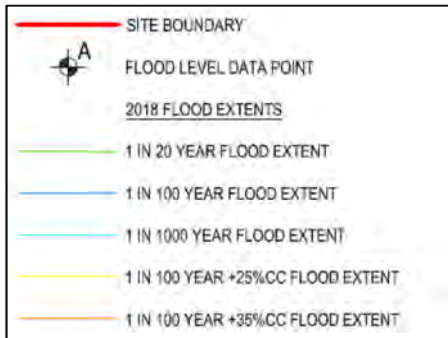 SITE BOUNDARY
A
FLOOD LEVEL DATA POINT
2018 FLOOD EXTENTS
1 IN 20 YEAR FLOOD EXTENT
1 IN 100 YEAR FLOOD EXTENT
1 IN 1000 YEAR FLOOD EXTENT
1 IN 100 YEAR +25%CC FLOOD EXTENT
1 IN 100 YEAR +35%CC FLOOD EXTENT